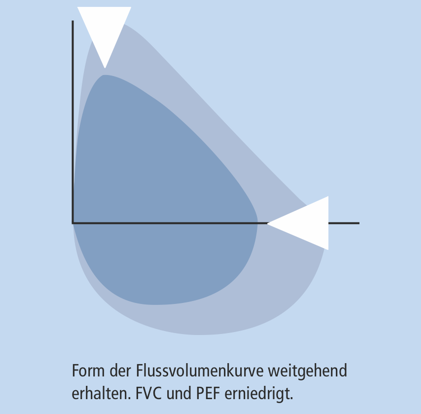 Form der Flussvolumenkurve weitgehend
erhalten. FVC und PEF erniedrigt.